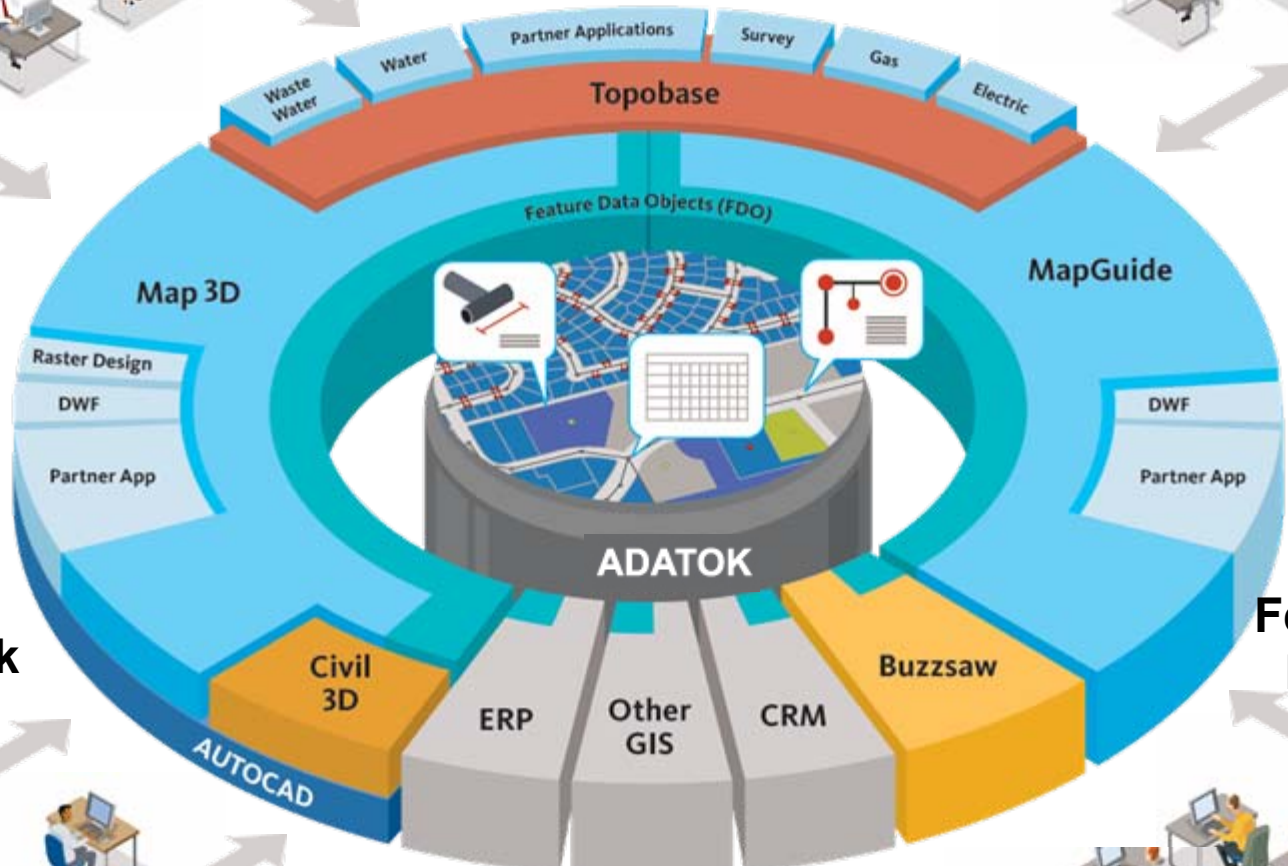 Partner Applications
Survey
Water
Gas
Waste
Water
Electric
Topobase
Feature Data Objects (FDO)
Map 3D
MapGuide
Raster Design
DWF
DWF
Partner App
Partner App
ADATOK
Civil
3D
Buzzsaw
ERP
Other
GIS
CRM
AUTOCAD